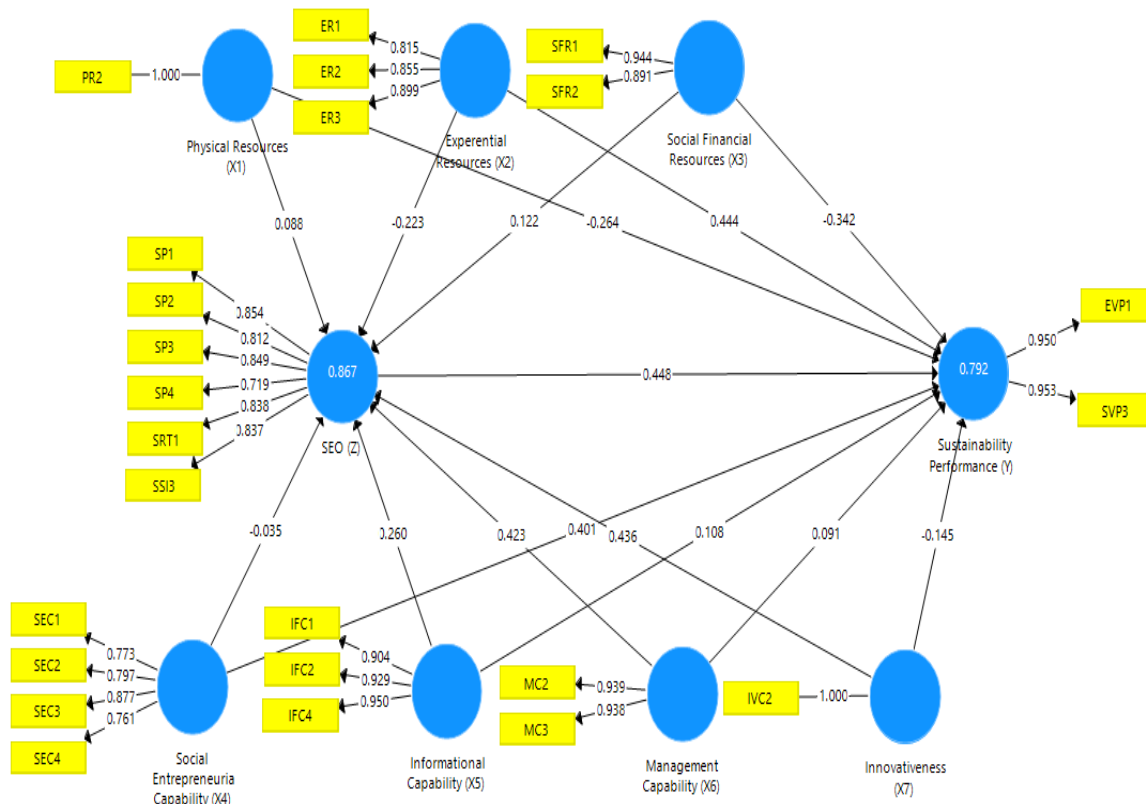 ER1
SFR1
0.944
0.815
ER2
PR2
1.000
0.855
SFR2
0.891
0.899
ER3
Physical Resources
(X1)
Experential
Resources (X2)
Social Financial
Resources (X3)
0.088
-0.223
0.122
-0.264
0.444
-0.342
SP1
SP2
0.854
0.812
SP3
0.849
SP4
0.719
0.838
SRT1
0.837
SSI3
0.867
SEO (Z)
0.448
0.792
Sustainability
Performance (Y)
EVP1
0.950
0.953
SVP3
-0.035
0.260
0.423
0.401
0.436
0.108
0.091
-0.145
SEC1
0.773
SEC2
0.797
SEC3
0.877
0.761
SEC4
Social
Entrepreneuria
Capability (X4)
IFC1
0.904
IFC2
0.929
0.950
IFC4
Informational
Capability (X5)
MC2
0.939
0.938
MC3
Management
Capability (X6)
IVC2
1.000
Innovativeness
(X7)